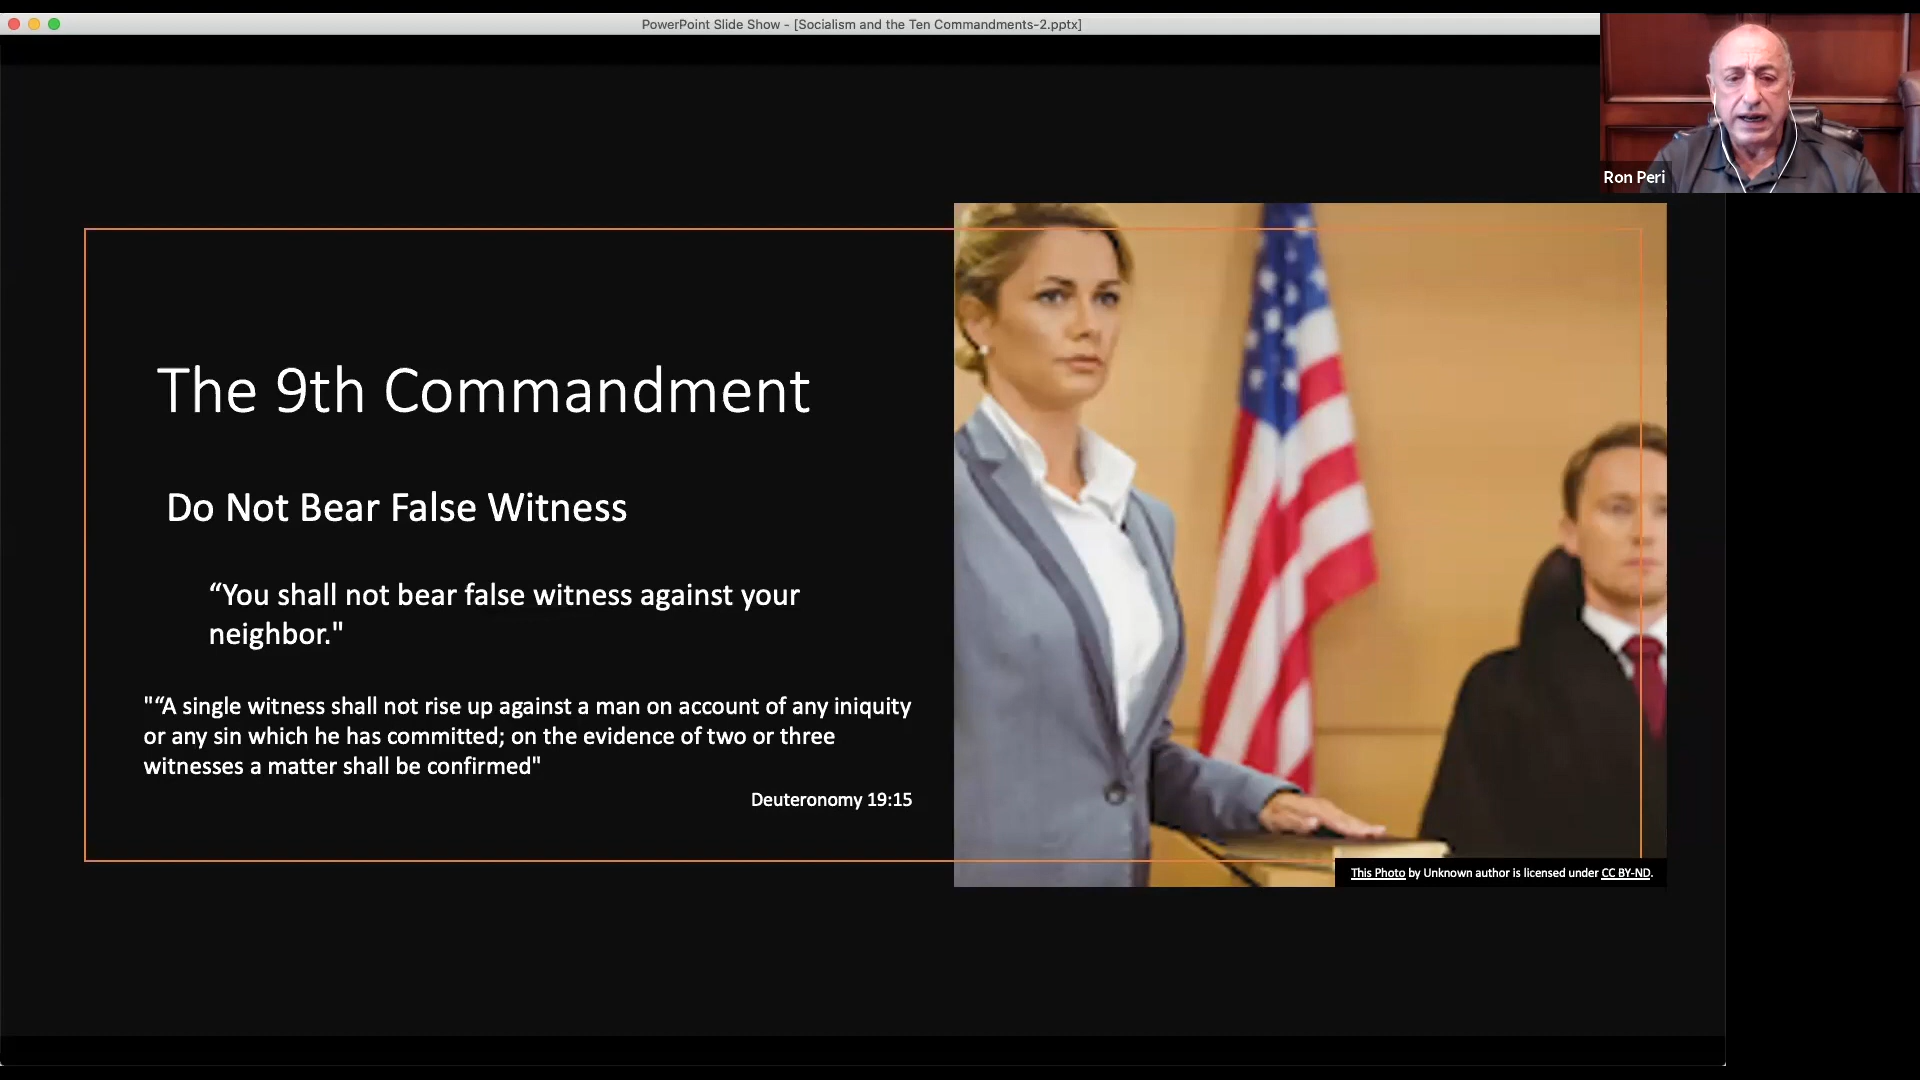 PowerPoint Slide Show - [Socialism and the Ten Commandments-2.pptx]
Ron Peri
The 9th Commandment
Do Not Bear False Witness
“You shall not bear false witness against your
neighbor."
"“A single witness shall not rise up against a man on account of any iniquity
or any sin which he has committed; on the evidence of two or three
witnesses a matter shall be confirmed"
Deuteronomy 19:15
This Photo by Unknown author is licensed under CC BY-ND.